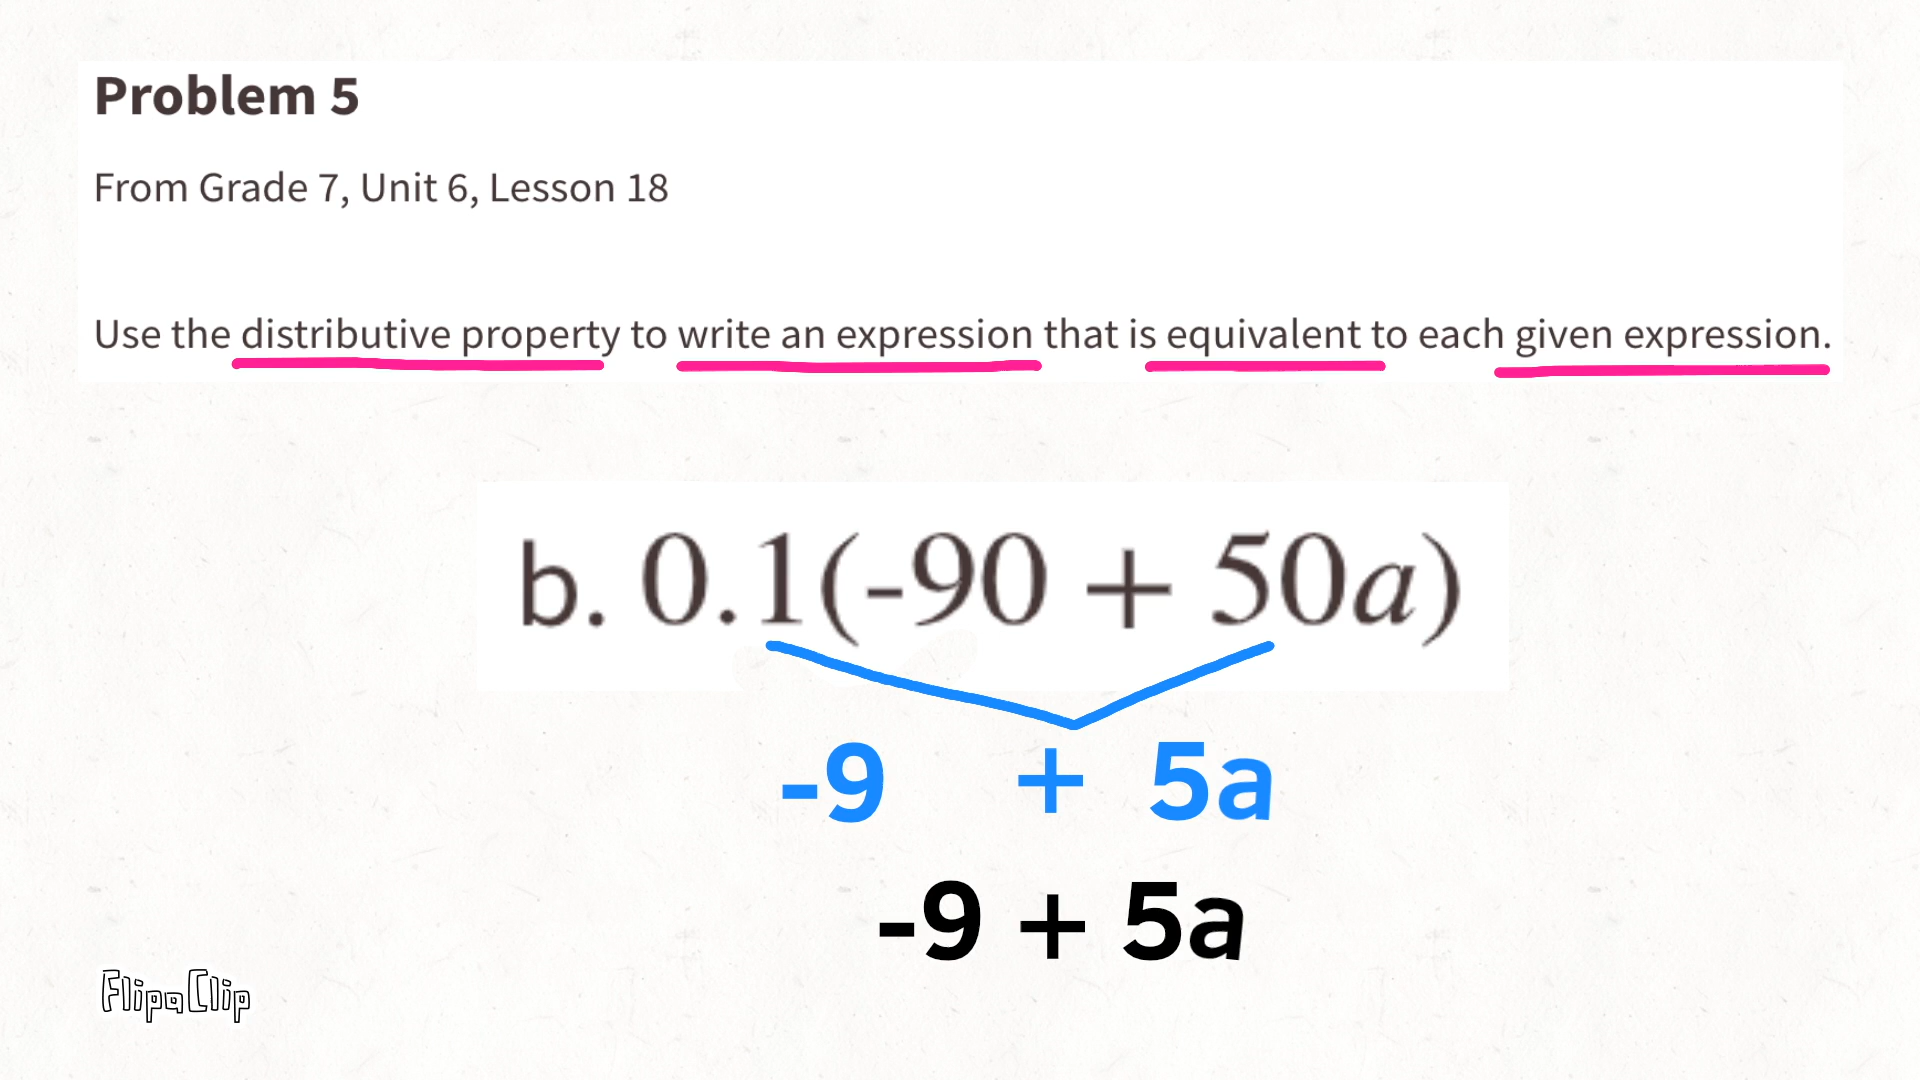 Problem 5
From Grade 7, Unit 6, Lesson 18
Use the distributive property to write an expression that is equivalent to each given expression.
b. 0.1(-90 + 50a)
-9 + 5a
-9 + 5a
FlipaClip